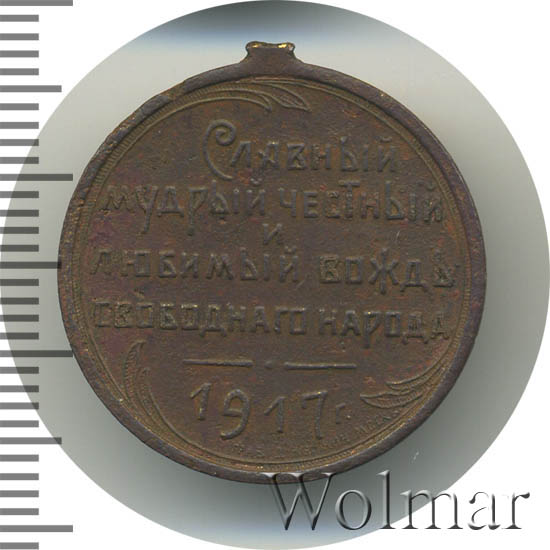 Славный
мудрый честный
и
любимый вождь
свободнаго народа
1917 г.
Wolmar